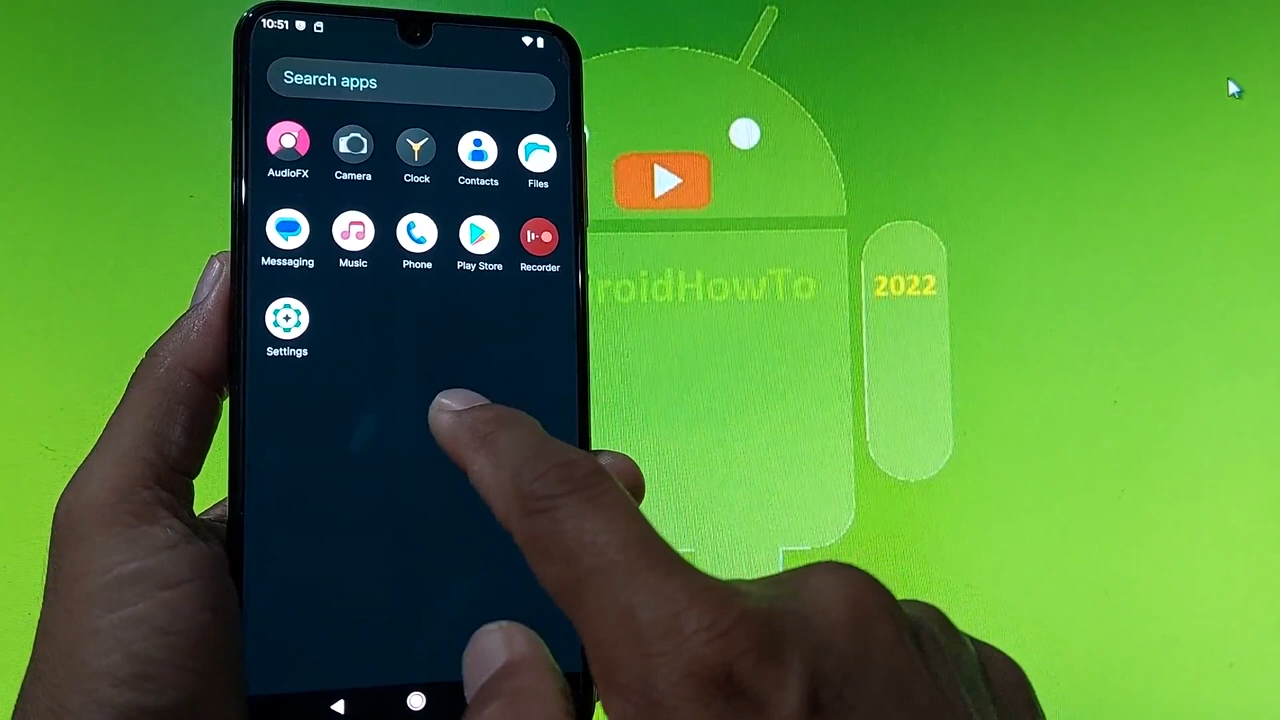 10:51
Search apps
AudioFX
Camera
Clock
Contacts
Files
Messaging
Music
Phone
Play Store
Recorder
Settings
roidHowTo
2022